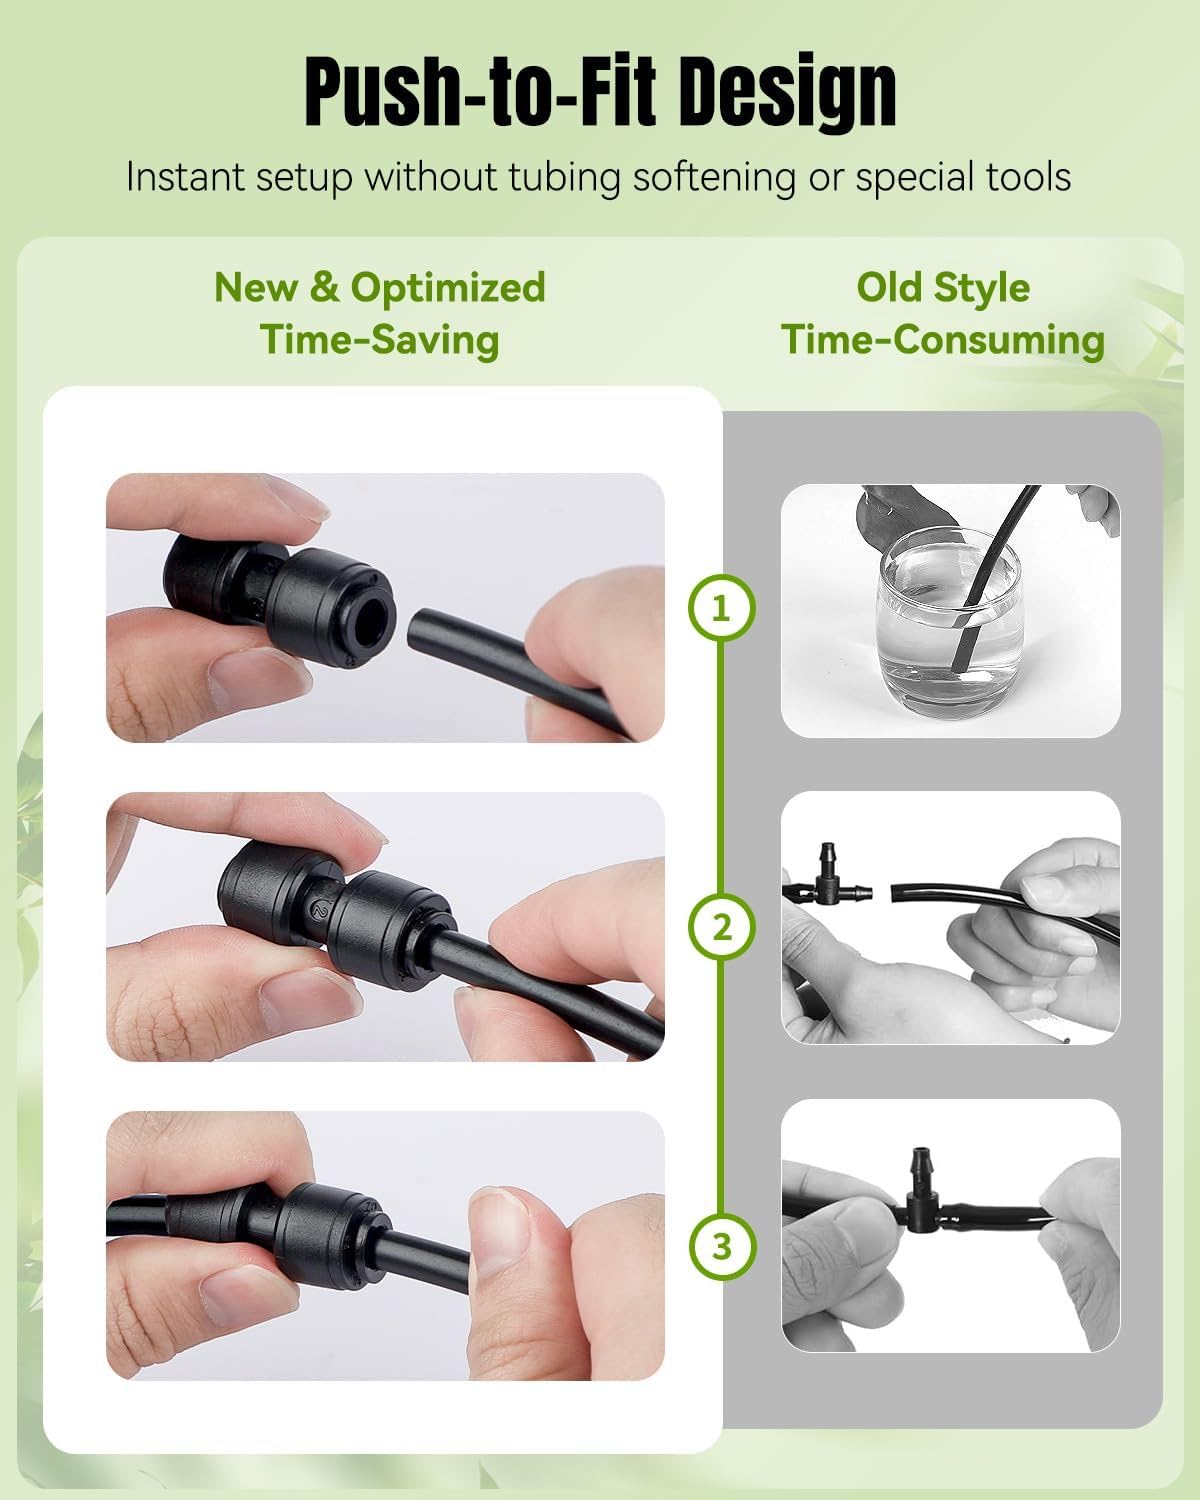 Push-to-Fit Design
Instant setup without tubing softening or special tools
New & Optimized
Time-Saving
Old Style
Time-Consuming
1
2
3